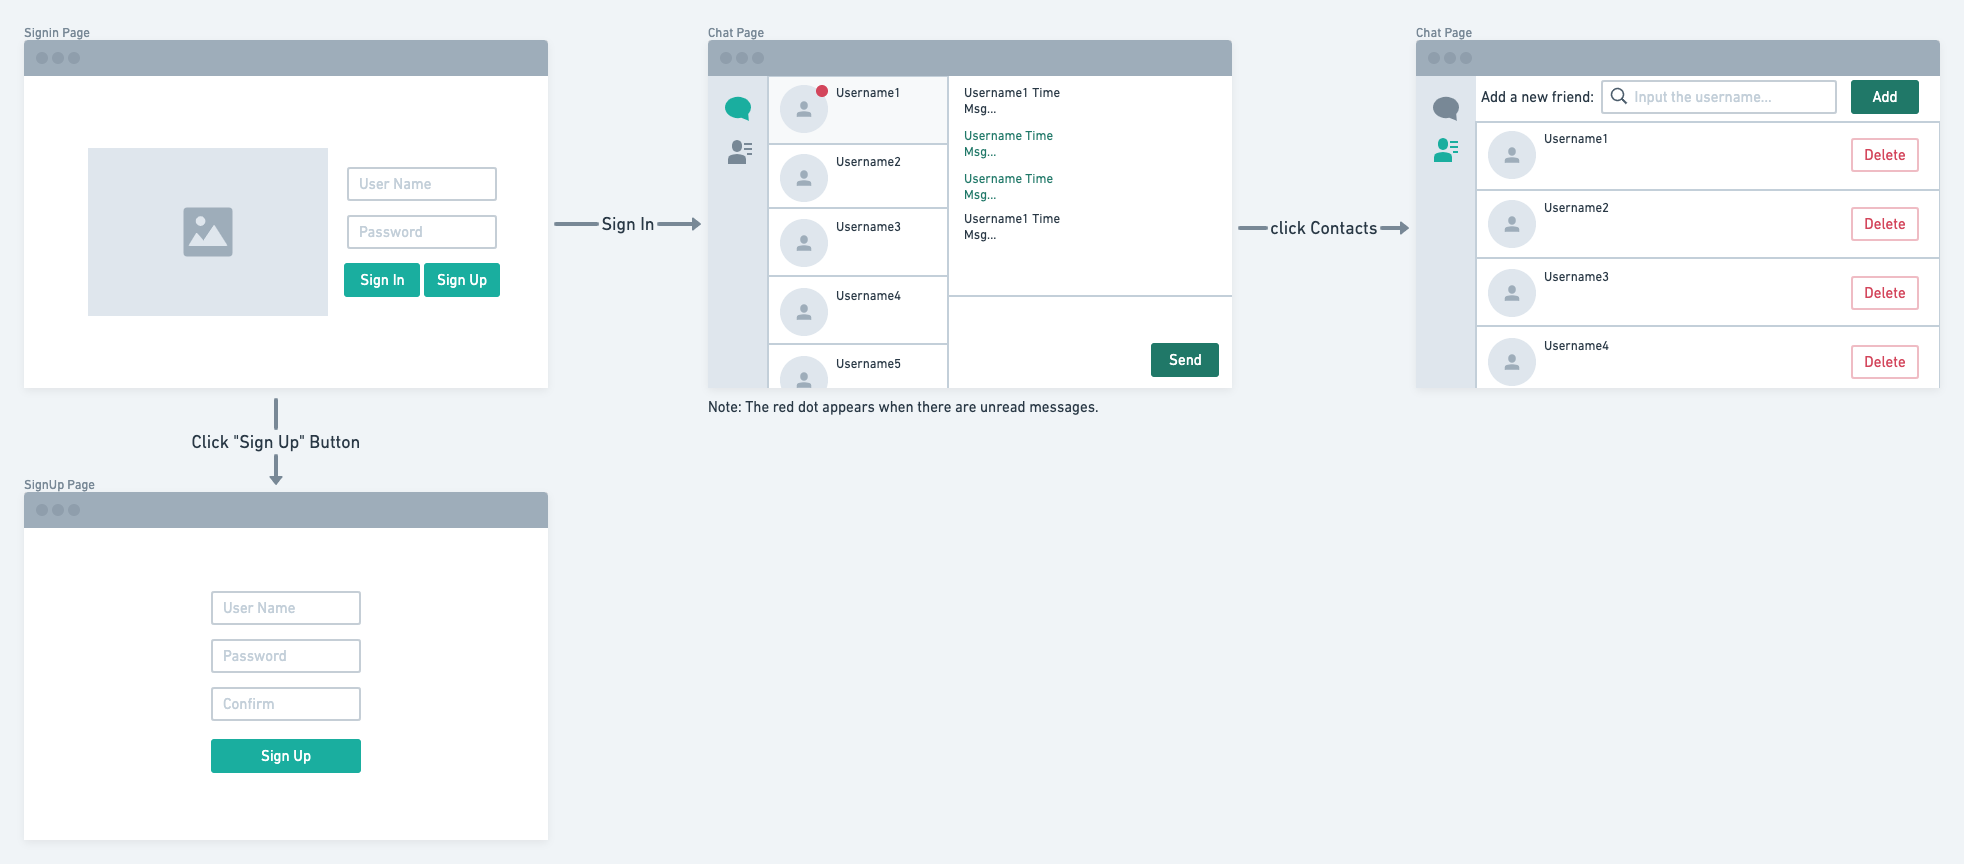 Signin Page
User Name
Password
Sign In
Sign Up
Sign In
Chat Page
Username1
Username2
Username3
Username4
Username5
Username1 Time
Msg...
Username Time
Msg...
Username Time
Msg...
Username1 Time
Msg...
Send
Note: The red dot appears when there are unread messages.
click Contacts
Chat Page
Add a new friend:
Input the username...
Add
Username1
Delete
Username2
Delete
Username3
Delete
Username4
Delete
Click "Sign Up" Button
SignUp Page
User Name
Password
Confirm
Sign Up